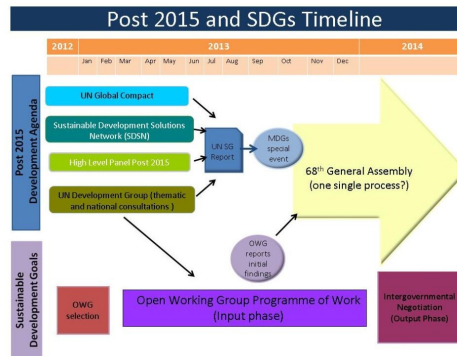 Post 2015 and SDGs Timeline
2012 2013 2014
Jan Feb Mar Apr May Jun Jul Aug Sep Oct Nov Dec
Post 2015
Development Agenda
UN Global Compact
Sustainable Development Solutions
Network (SDSN)
High Level Panel Post 2015
UN Development Group (thematic
and national consultations )
UN SG
Report
MDGs
special
event
68th General Assembly
(one single process?)
OWG
reports
initial
findings
Sustainable
Development Goals
OWG
selection
Open Working Group Programme of Work
(Input phase)
Intergovernmental
Negotiation
(Output Phase)